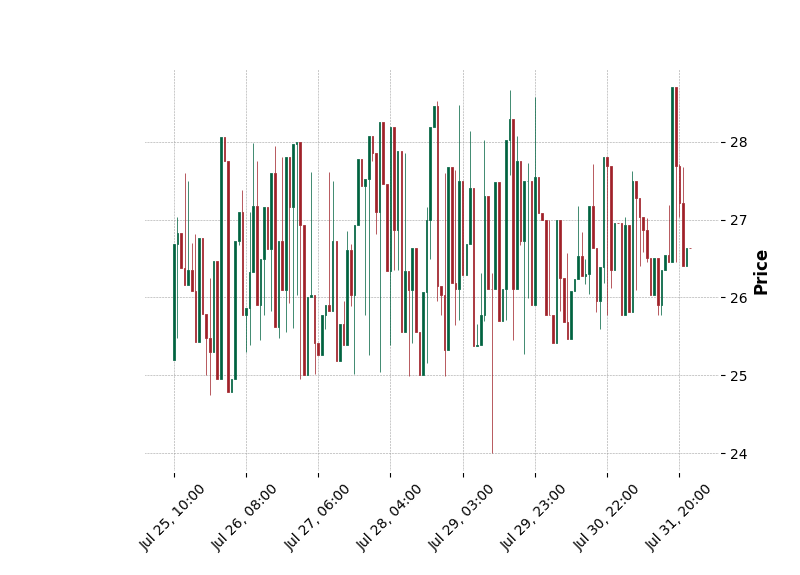 28
27
26
25
24
Price
Jul 25, 10:00
Jul 26, 08:00
Jul 27, 06:00
Jul 28, 04:00
Jul 29, 03:00
Jul 29, 23:00
Jul 30, 22:00
Jul 31, 20:00